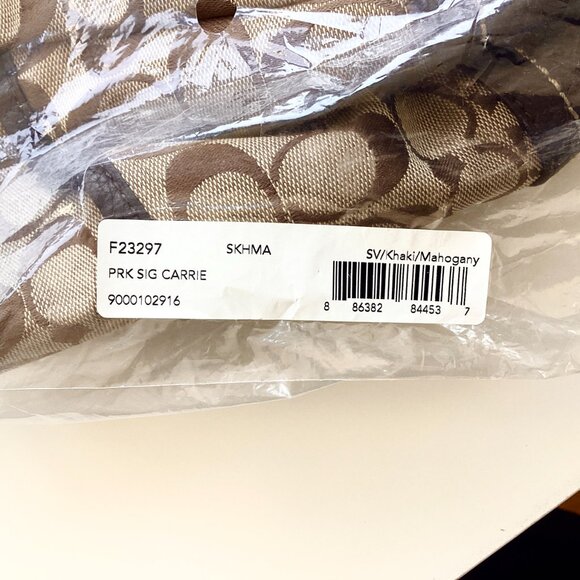 F23297 SKHMA SV/Khaki/Mahogany
PRK SIG CARRIE
9000102916
8 86382 84453 7